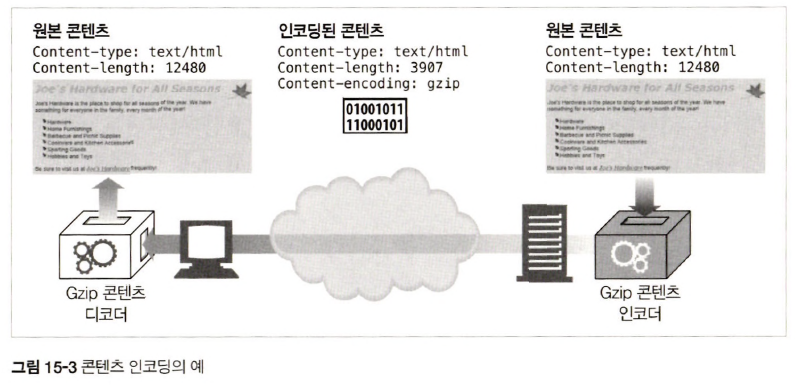 원본 콘텐츠
Content-type: text/html
Content-length: 12480
Joe's Hardware for All Seasons
Joe's Hardware is the place to shop for all seasons of the year. We have
something for everyone in the family, every month of the year!
Hardware
Home Furnishings
Barbecue and Picnic Supplies
Cookware and Kitchen Accessories
Sporting Goods
Hobbies and Toys
Be sure to visit us at Joe's Hardware frequently!
Gzip 콘텐츠
디코더
인코딩된 콘텐츠
Content-type: text/html
Content-length: 3907
Content-encoding: gzip
01001011
11000101
원본 콘텐츠
Content-type: text/html
Content-length: 12480
Joe's Hardware for All Seasons
Joe's Hardware is the place to shop for all seasons of the year. We have
something for everyone in the family, every month of the year!
Hardware
Home Furnishings
Barbecue and Picnic Supplies
Cookware and Kitchen Accessories
Sporting Goods
Hobbies and Toys
Be sure to visit us at Joe's Hardware frequently!
Gzip 콘텐츠
인코더
그림 15-3 콘텐츠 인코딩의 예